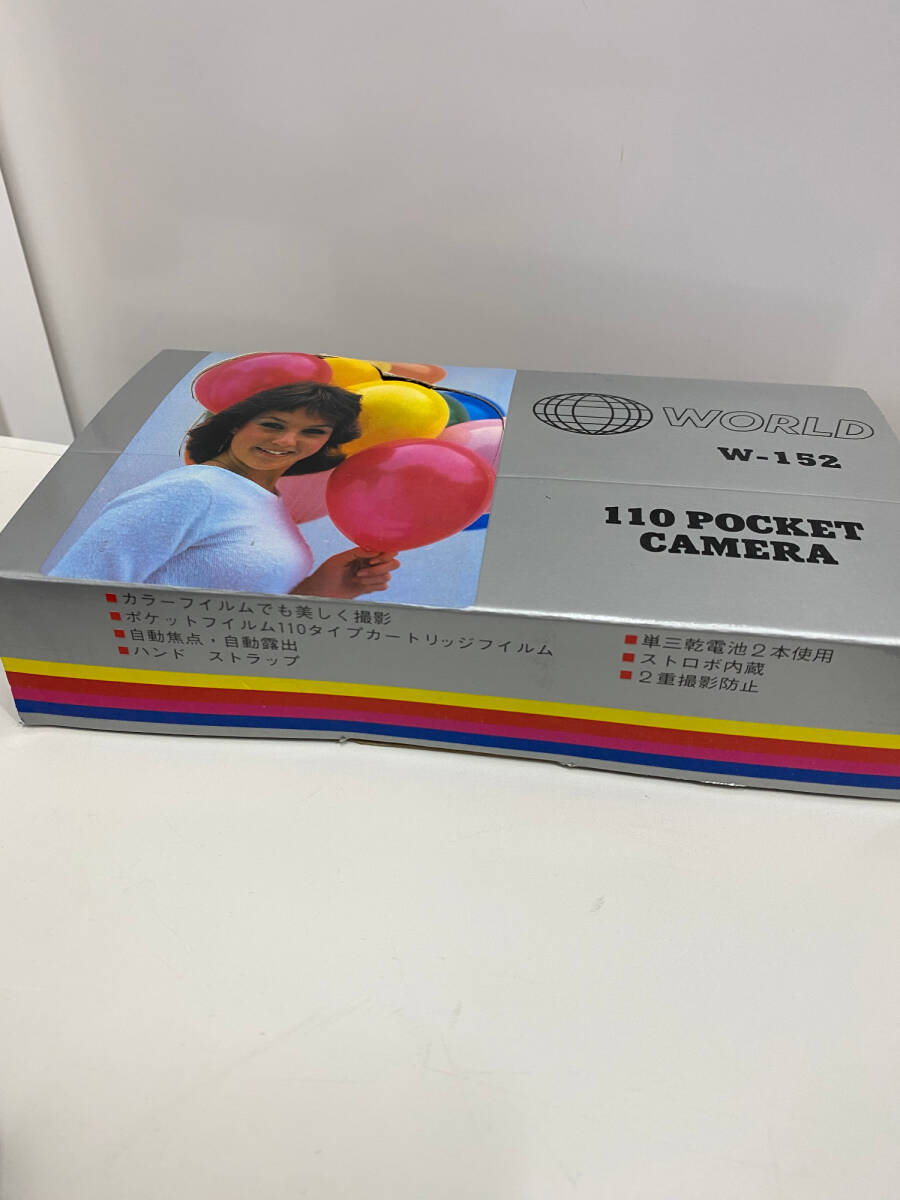 WORLD
W-152
110 POCKET
CAMERA
■カラーフイルムでも美しく撮影
■ポケットフイルム110タイプカートリッジフイルム
■自動焦点・自動露出
■ハンド ストラップ
■単三乾電池2本使用
■ストロボ内蔵
■2重撮影防止